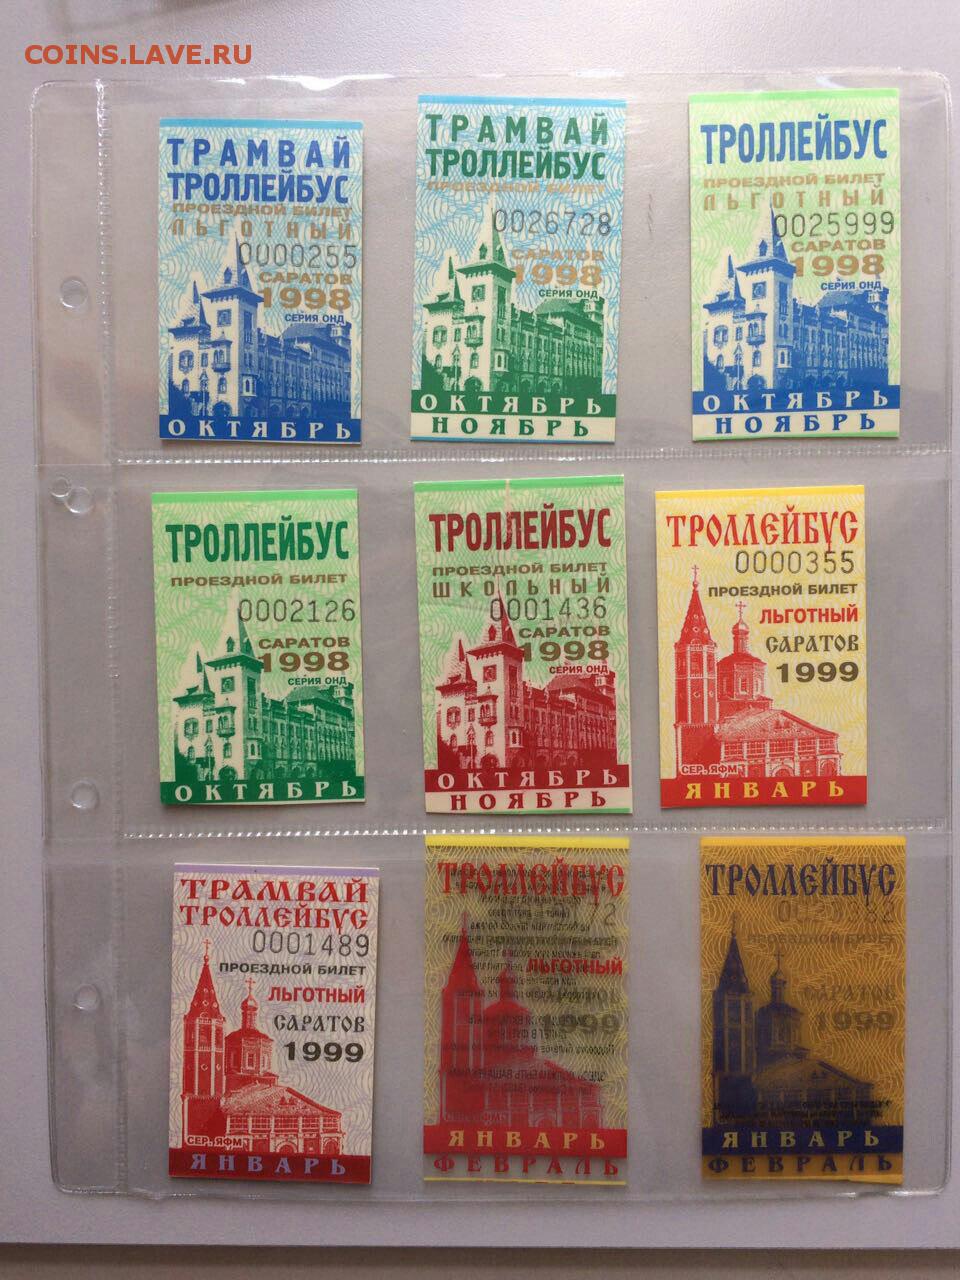 COINS.LAVE.RU
ТРАМВАЙ
ТРОЛЛЕЙБУС
ПРОЕЗДНОЙ БИЛЕТ
ЛЬГОТНЫЙ
0000255
САРАТОВ
1998
СЕРИЯ ОНД
ОКТЯБРЬ
ТРАМВАЙ
ТРОЛЛЕЙБУС
ПРОЕЗДНОЙ БИЛЕТ
0026728
САРАТОВ
1998
СЕРИЯ ОНД
ОКТЯБРЬ
НОЯБРЬ
ТРОЛЛЕЙБУС
ПРОЕЗДНОЙ БИЛЕТ
ЛЬГОТНЫЙ
0025999
САРАТОВ
1998
СЕРИЯ ОНД
ОКТЯБРЬ
НОЯБРЬ
ТРОЛЛЕЙБУС
ПРОЕЗДНОЙ БИЛЕТ
0002126
САРАТОВ
1998
СЕРИЯ ОНД
ОКТЯБРЬ
ТРОЛЛЕЙБУС
ПРОЕЗДНОЙ БИЛЕТ
ШКОЛЬНЫЙ
0001436
САРАТОВ
1998
СЕРИЯ ОНД
ОКТЯБРЬ
НОЯБРЬ
ТРОЛЛЕЙБУС
0000355
ПРОЕЗДНОЙ БИЛЕТ
ЛЬГОТНЫЙ
САРАТОВ
1999
СЕР. ЯФМ
ЯНВАРЬ
ТРАМВАЙ
ТРОЛЛЕЙБУС
0001489
ПРОЕЗДНОЙ БИЛЕТ
ЛЬГОТНЫЙ
САРАТОВ
1999
СЕР. ЯФМ
ЯНВАРЬ
ТРОЛЛЕЙБУС
ЛЬГОТНЫЙ
ЯНВАРЬ
ФЕВРАЛЬ
ТРОЛЛЕЙБУС
САРАТОВ
1999
ЯНВАРЬ
ФЕВРАЛЬ